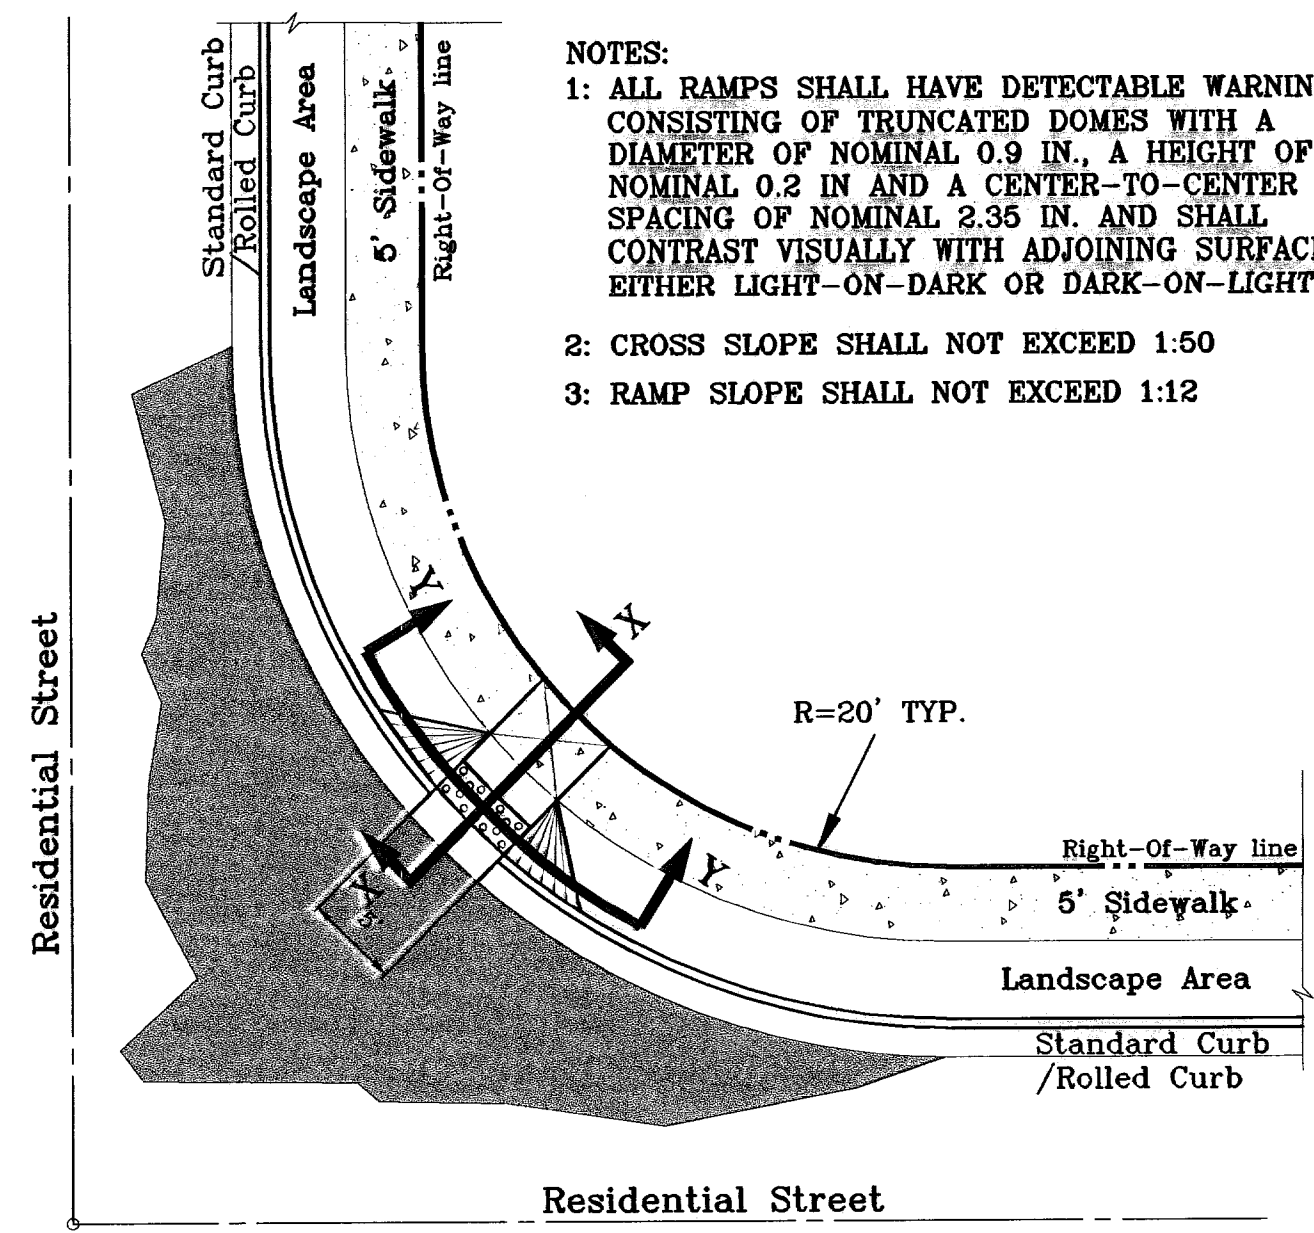 NOTES:
1: ALL RAMPS SHALL HAVE DETECTABLE WARNIN
CONSISTING OF TRUNCATED DOMES WITH A
DIAMETER OF NOMINAL 0.9 IN., A HEIGHT OF
NOMINAL 0.2 IN AND A CENTER-TO-CENTER
SPACING OF NOMINAL 2.35 IN. AND SHALL
CONTRAST VISUALLY WITH ADJOINING SURFAC
EITHER LIGHT-ON-DARK OR DARK-ON-LIGHT
2: CROSS SLOPE SHALL NOT EXCEED 1:50
3: RAMP SLOPE SHALL NOT EXCEED 1:12
Standard Curb
/Rolled Curb
Landscape Area
5' Sidewalk
Right-Of-Way line
Y
X
R=20' TYP.
X
5'
Y
Right-Of-Way line
5' Sidewalk
Landscape Area
Standard Curb
/Rolled Curb
Residential Street
Residential Street